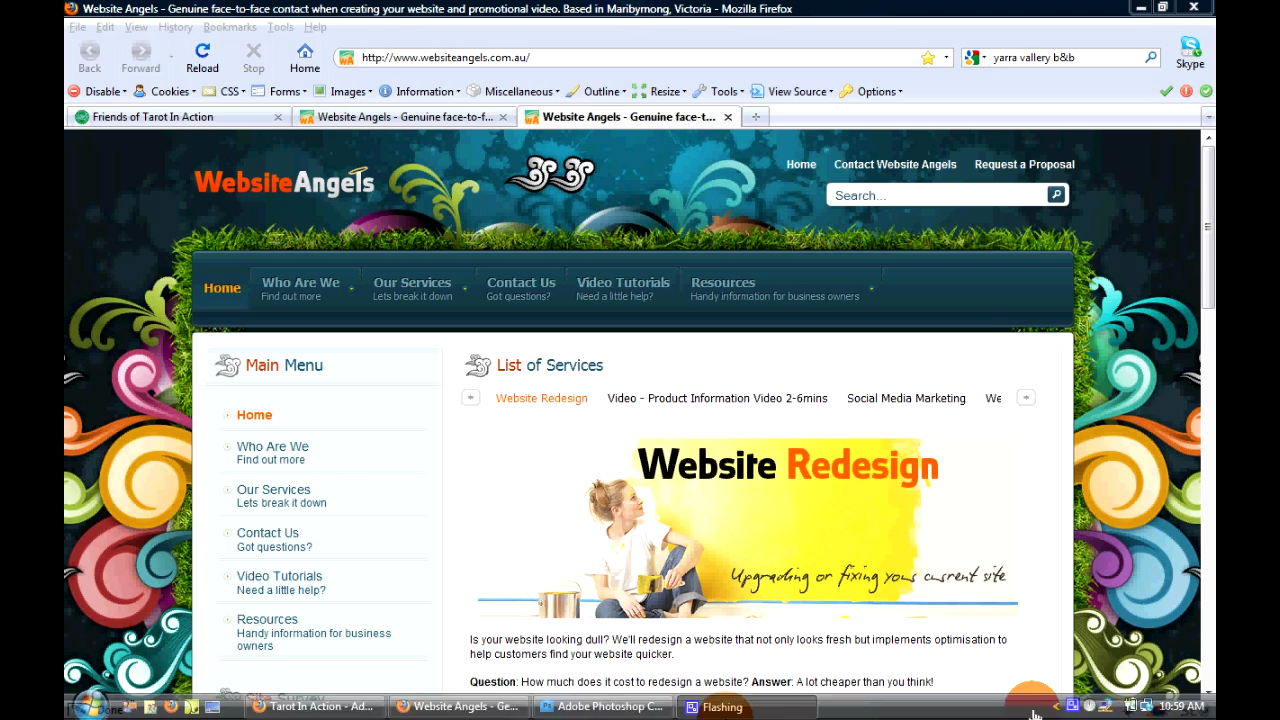 Website Angels - Genuine face-to-face contact when creating your website and promotional video. Based in Maribymong, Victoria - Mozilla Firefox
File Edit View History Bookmarks Tools Help
Back Forward Reload Stop Home
http://www.websiteangels.com.au/
yarra vallery b&b
Skype
Disable Cookies CSS Forms Images Information Miscellaneous Outline Resize Tools View Source Options
Friends of Tarot In Action
Website Angels - Genuine face-to-f...
Website Angels - Genuine face-t...
WebsiteAngels
Home Contact Website Angels Request a Proposal
Search...
Home
Who Are We
Find out more
Our Services
Lets break it down
Contact Us
Got questions?
Video Tutorials
Need a little help?
Resources
Handy information for business owners
Main Menu
Home
Who Are We
Find out more
Our Services
Lets break it down
Contact Us
Got questions?
Video Tutorials
Need a little help?
Resources
Handy information for business
owners
Site Survey
List of Services
Website Redesign Video - Product Information Video 2-6mins Social Media Marketing We
Website Redesign
Upgrading or fixing your current site
Is your website looking dull? We'll redesign a website that not only looks fresh but implements optimisation to
help customers find your website quicker.
Question: How much does it cost to redesign a website? Answer: A lot cheaper than you think!
Done
Tarot In Action - Ad...
Website Angels - Ge...
Adobe Photoshop C...
Flashing
10:59 AM